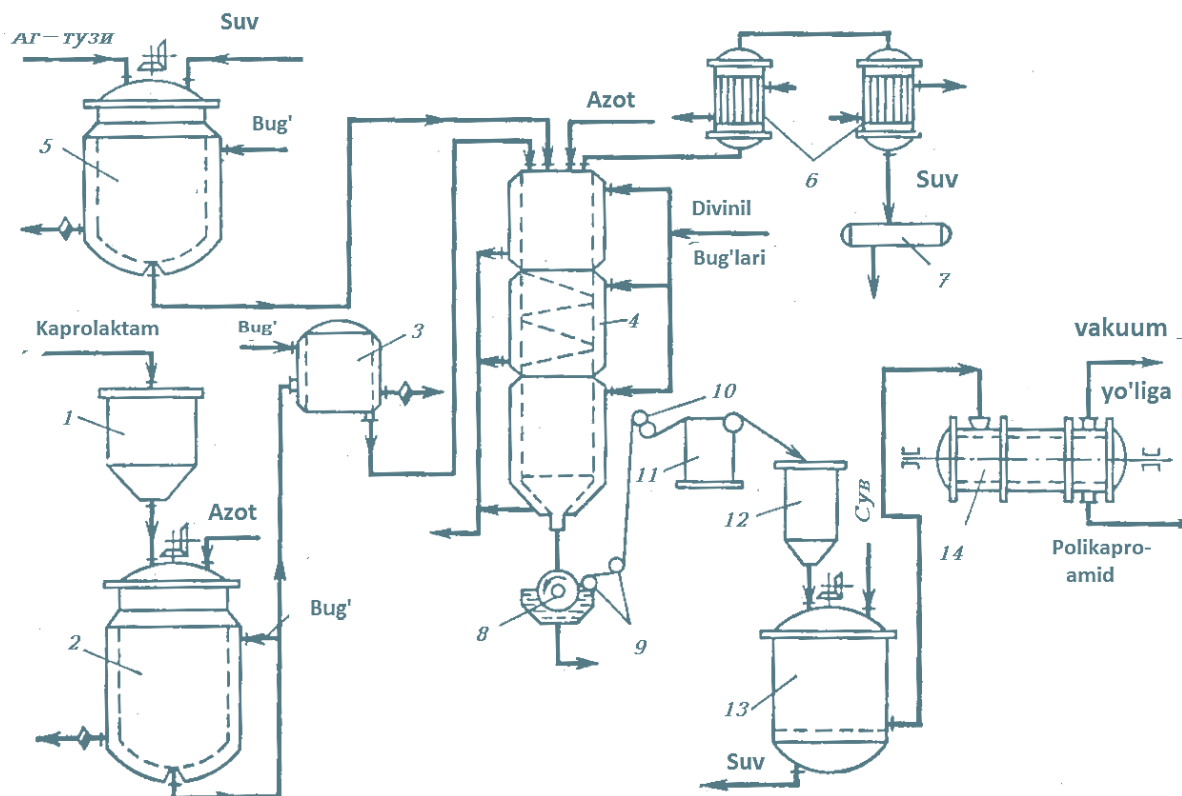 Suv
Аг-тузи
Bug'
5
Azot
6
Suv
7
Divinil
Bug'lari
4
Kaprolaktam
Bug'
3
1
vakuum
yo'liga
10
11
12
Сув
14
Polikapro-
amid
Azot
Bug'
2
8
9
13
Suv